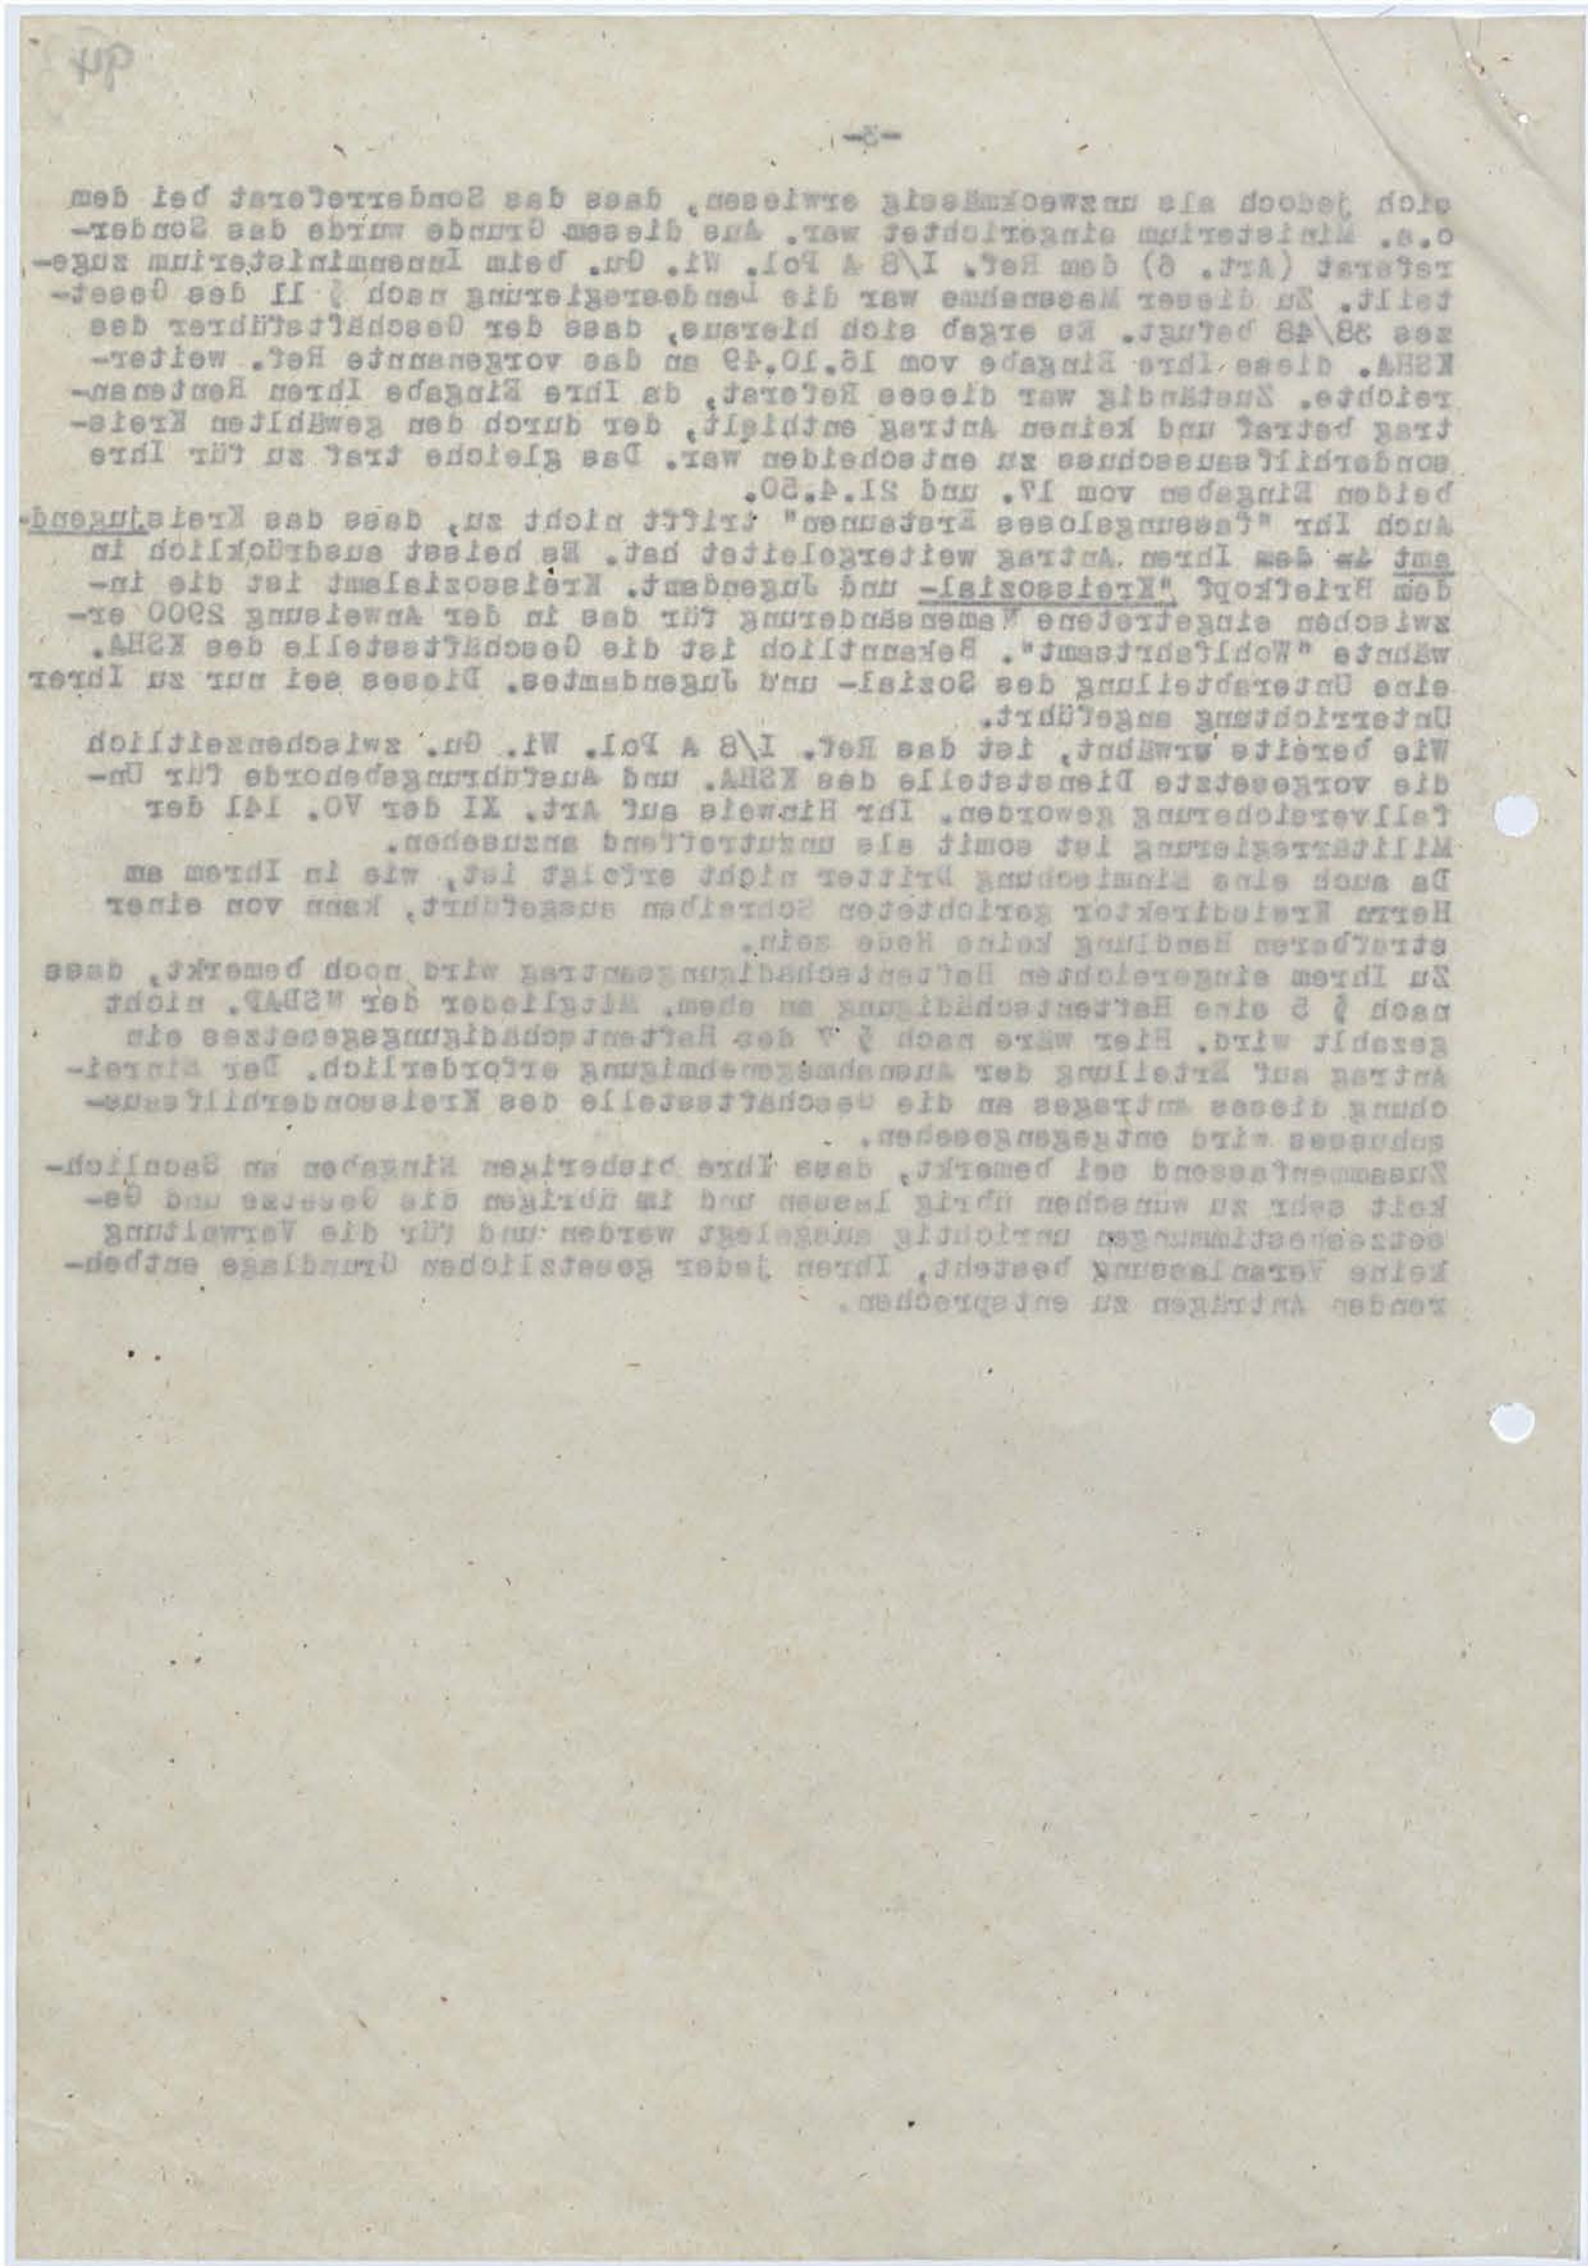 94
-3-
sich jedoch als unzweckmässig erwiesen, dass das Sonderreferat bei dem
o.a. Ministerium eingerichtet war. Aus diesem Grunde wurde das Sonder-
referat (Art. 6) dem Ref. I/8 A Pol. Wi. Gu. beim Innenministerium zuge-
teilt. Zu dieser Massnahme war die Landesregierung nach § 11 des Geset-
zes 38/48 befugt. Es ergab sich hieraus, dass der Geschäftsführer des
KSHA. diese Ihre Eingabe vom 16.10.49 an das vorgenannte Ref. weiter-
reichte. Zuständig war dieses Referat, da Ihre Eingabe Ihren Rentenan-
trag betraf und keinen Antrag enthielt, der durch den gewählten Kreis-
sonderhilfsausschuss zu entscheiden war. Das gleiche traf zu für Ihre
beiden Eingaben vom 17. und 21.4.50.
Auch Ihr "fassungsloses Erstaunen" trifft nicht zu, dass das Kreisjugend-
amt in dem Ihren Antrag weitergeleitet hat. Es heisst ausdrücklich in
dem Briefkopf "Kreissozial- und Jugendamt. Kreissozialamt ist die in-
zwischen eingetretene Namensänderung für das in der Anweisung 2900 er-
wähnte "Wohlfahrtsamt". Bekanntlich ist die Geschäftsstelle des KSHA.
eine Unterabteilung des Sozial- und Jugendamtes. Dieses sei nur zu Ihrer
Unterrichtung angeführt.
Wie bereits erwähnt, ist das Ref. I/8 A Pol. Wi. Gu. zwischenzeitlich
die vorgesetzte Dienststelle des KSHA. und Ausführungsbehörde für Un-
fallversicherung geworden. Ihr Hinweis auf Art. XI der VO. 141 der
Militärregierung ist somit als unzutreffend anzusehen.
Da auch eine Einmischung Dritter nicht erfolgt ist, wie in Ihrem am
Herrn Kreisdirektor gerichteten Schreiben ausgeführt, kann von einer
strafbaren Handlung keine Rede sein.
Zu Ihrem eingereichten Haftentschädigungsantrag wird noch bemerkt, dass
nach § 5 eine Haftentschädigung an ehem. Mitglieder der NSDAP. nicht
gezahlt wird. Hier wäre nach § 7 des Haftentschädigungsgesetzes ein
Antrag auf Erteilung der Ausnahmegenehmigung erforderlich. Der Einrei-
chung dieses Antrages an die Geschäftsstelle des Kreissonderhilfsaus-
schusses wird entgegengesehen.
Zusammenfassend sei bemerkt, dass Ihre bisherigen Eingaben an Sachlich-
keit sehr zu wünschen übrig lassen und im übrigen die Gesetze und Ge-
setzesbestimmungen unrichtig ausgelegt werden und für die Verwaltung
keine Veranlassung besteht, Ihren jeder gesetzlichen Grundlage entbeh-
renden Anträgen zu entsprechen.